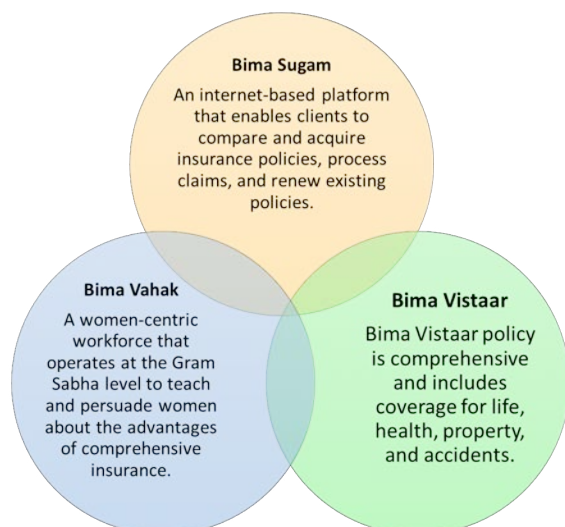 Bima Sugam
An internet-based platform
that enables clients to
compare and acquire
insurance policies, process
claims, and renew existing
policies.
Bima Vahak
A women-centric
workforce that
operates at the Gram
Sabha level to teach
and persuade women
about the advantages
of comprehensive
insurance.
Bima Vistaar
Bima Vistaar policy
is comprehensive
and includes
coverage for life,
health, property,
and accidents.